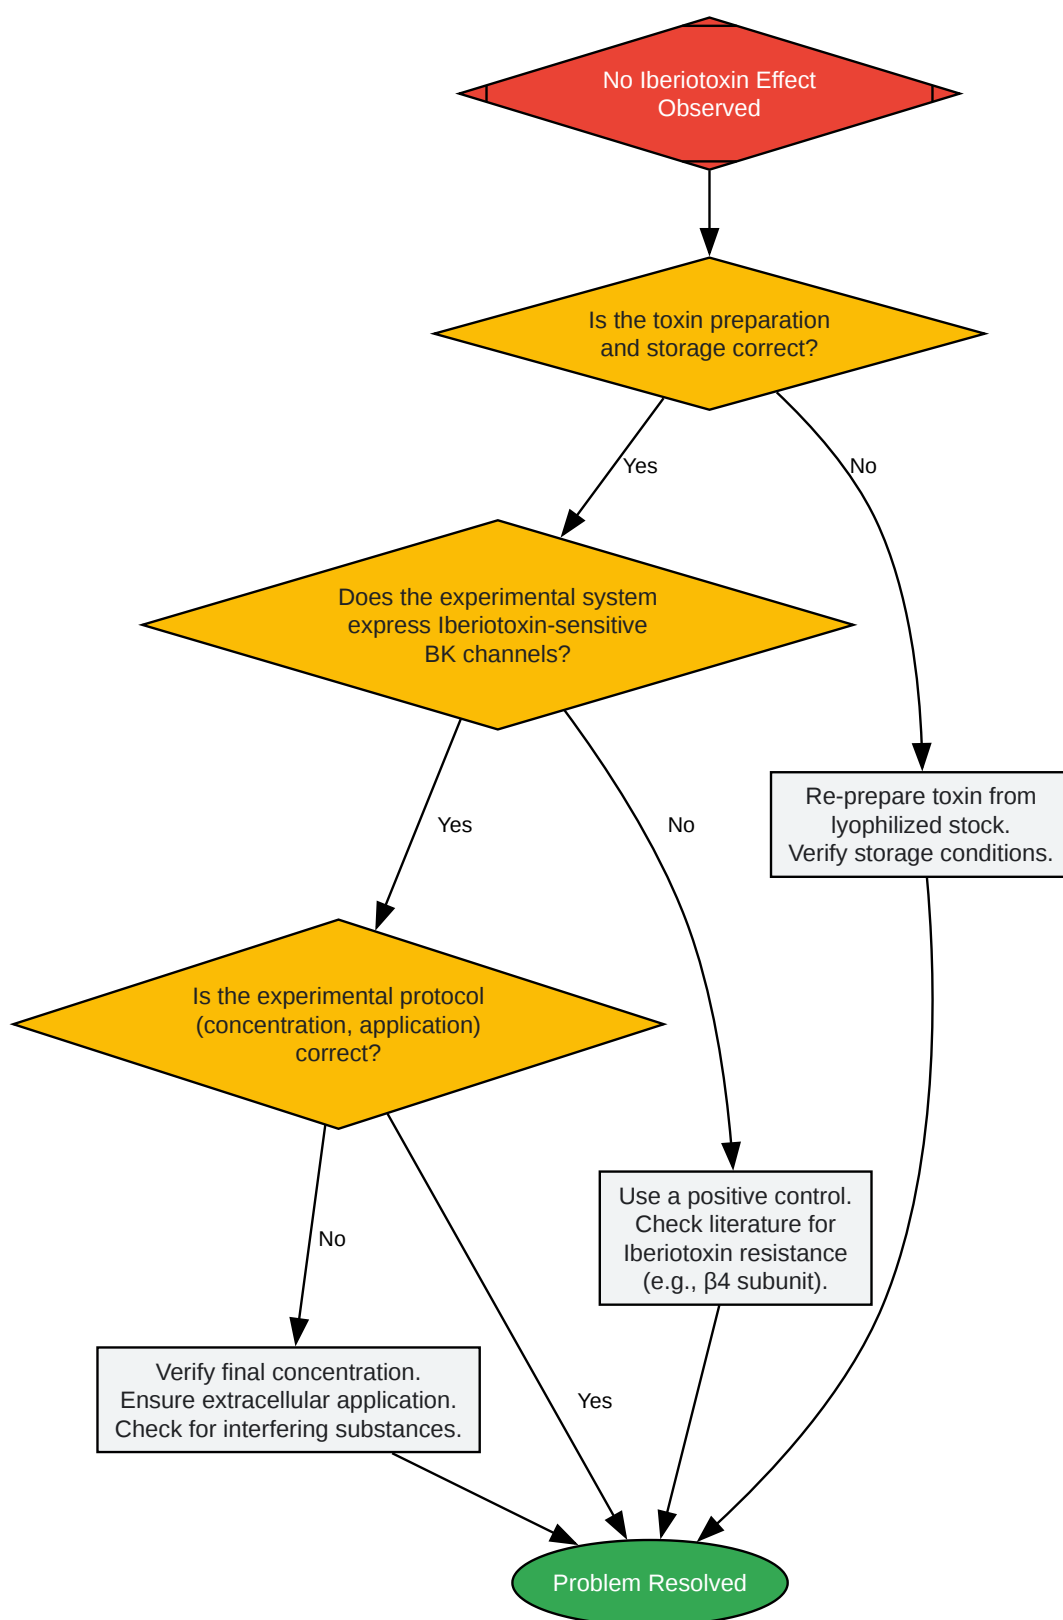 No Iberiotoxin Effect
Observed
Is the toxin preparation
and storage correct?
Yes
No
Does the experimental system
express Iberiotoxin-sensitive
BK channels?
Yes
No
Re-prepare toxin from
lyophilized stock.
Verify storage conditions.
Is the experimental protocol
(concentration, application)
correct?
No
Yes
Use a positive control.
Check literature for
Iberiotoxin resistance
(e.g., β4 subunit).
Verify final concentration.
Ensure extracellular application.
Check for interfering substances.
Problem Resolved